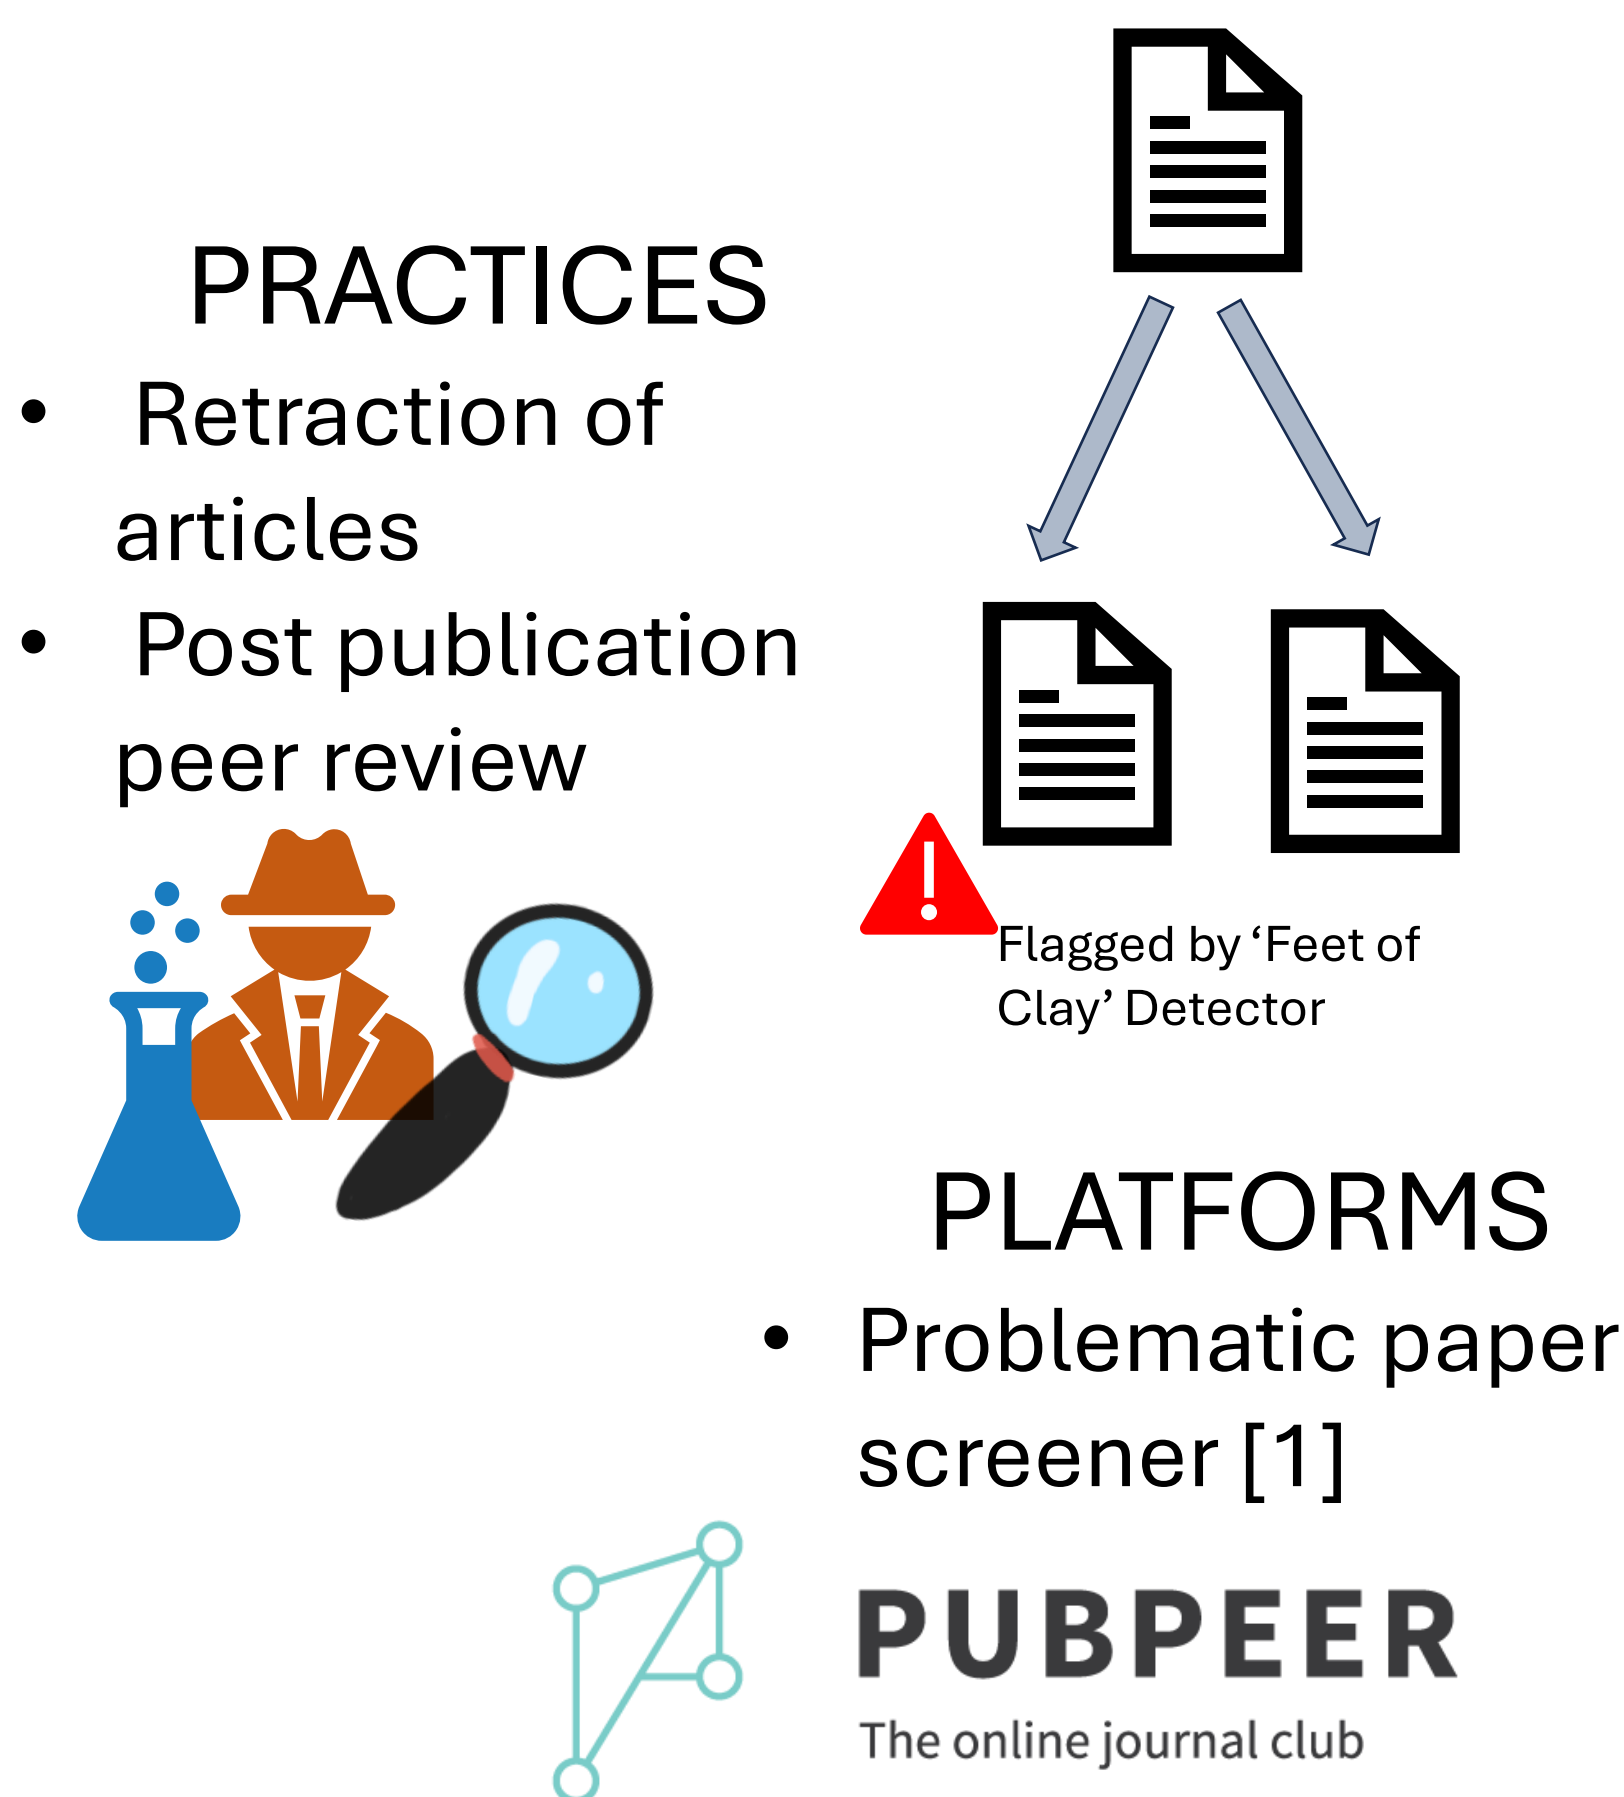 PRACTICES
• Retraction of
articles
• Post publication
peer review
Flagged by ‘Feet of
Clay’ Detector
PLATFORMS
• Problematic paper
screener [1]
PUBPEER
The online journal club